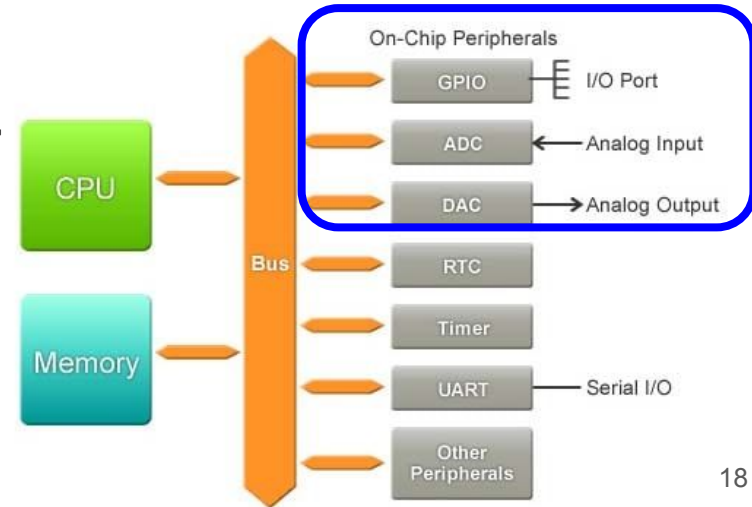 On-Chip Peripherals
GPIO
I/O Port
ADC
Analog Input
CPU
DAC
Analog Output
Bus
RTC
Timer
Memory
UART
Serial I/O
Other
Peripherals
18